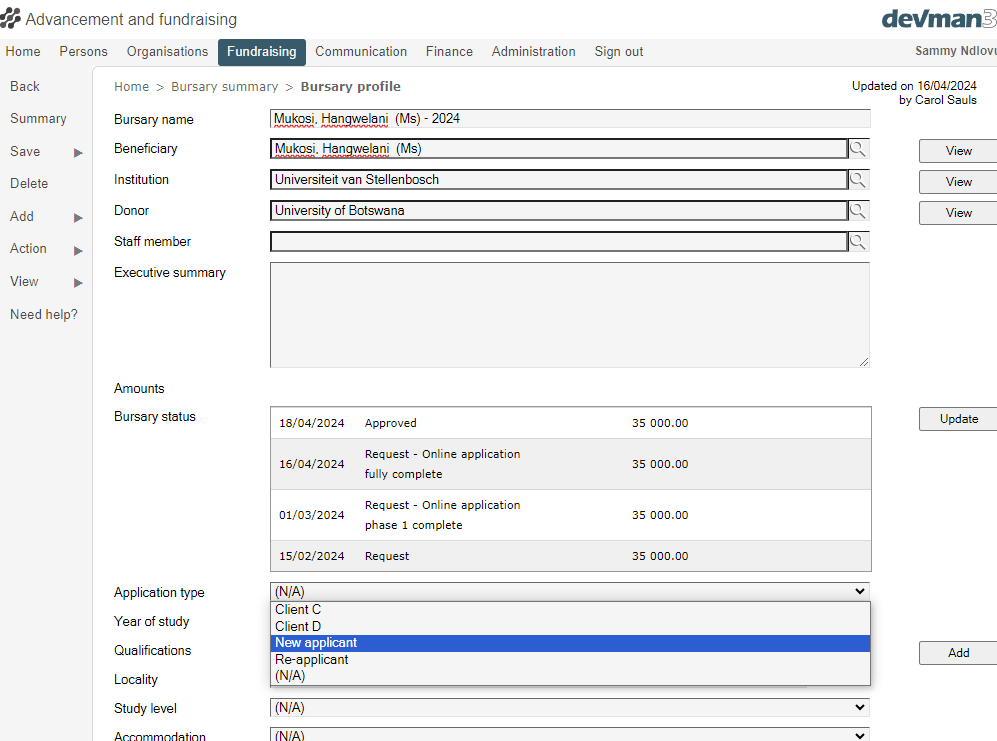 Advancement and fundraising
devman3
Home Persons Organisations Fundraising Communication Finance Administration Sign out
Sammy Ndlovu
Back
Summary
Save
Delete
Add
Action
View
Need help?
Home > Bursary summary > Bursary profile
Updated on 16/04/2024
by Carol Sauls
Bursary name Mukosi, Hangwelani (Ms) - 2024
Beneficiary Mukosi, Hangwelani (Ms) View
Institution Universiteit van Stellenbosch View
Donor University of Botswana View
Staff member
Executive summary
Amounts
Bursary status Update
18/04/2024 Approved 35 000.00
16/04/2024 Request - Online application
fully complete 35 000.00
01/03/2024 Request - Online application
phase 1 complete 35 000.00
15/02/2024 Request 35 000.00
Application type (N/A)
Client C
Client D
New applicant
Re-applicant
(N/A)
Year of study
Qualifications Add
Locality
Study level (N/A)
Accommodation (N/A)